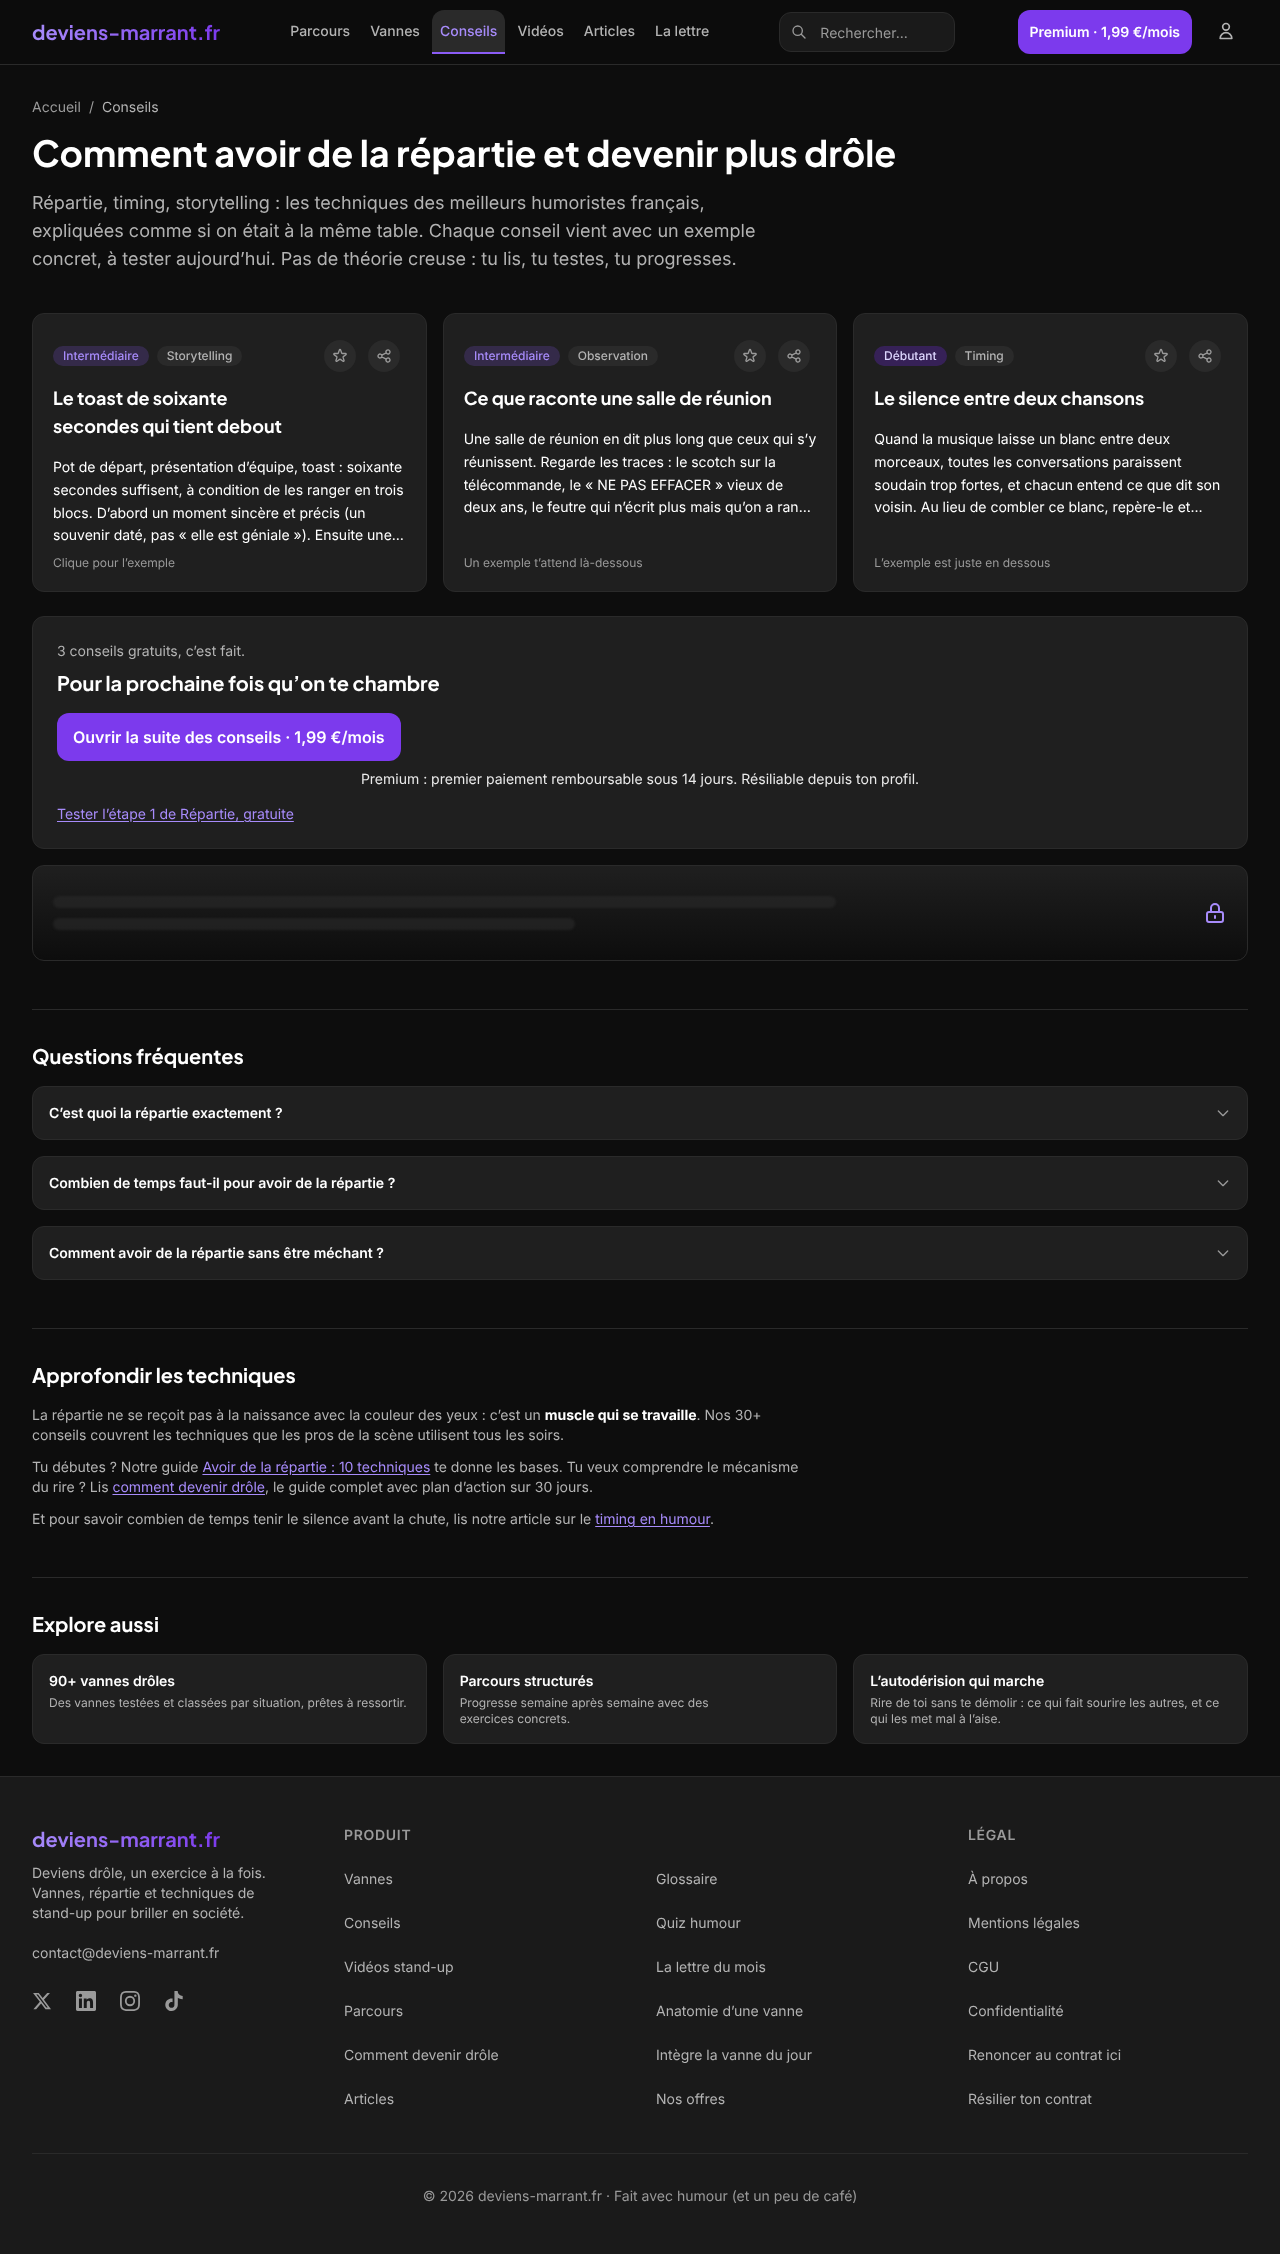 deviens-marrant.fr
Parcours
Vannes
Conseils
Vidéos
Articles
La lettre
Rechercher...
Premium · 1,99 €/mois
Accueil / Conseils
Comment avoir de la répartie et devenir plus drôle
Répartie, timing, storytelling : les techniques des meilleurs humoristes français,
expliquées comme si on était à la même table. Chaque conseil vient avec un exemple
concret, à tester aujourd’hui. Pas de théorie creuse : tu lis, tu testes, tu progresses.
Intermédiaire
Storytelling
Le toast de soixante
secondes qui tient debout
Pot de départ, présentation d’équipe, toast : soixante
secondes suffisent, à condition de les ranger en trois
blocs. D’abord un moment sincère et précis (un
souvenir daté, pas « elle est géniale »). Ensuite une...
Clique pour l’exemple
Intermédiaire
Observation
Ce que raconte une salle de réunion
Une salle de réunion en dit plus long que ceux qui s’y
réunissent. Regarde les traces : le scotch sur la
télécommande, le « NE PAS EFFACER » vieux de
deux ans, le feutre qui n’écrit plus mais qu’on a ran...
Un exemple t’attend là-dessous
Débutant
Timing
Le silence entre deux chansons
Quand la musique laisse un blanc entre deux
morceaux, toutes les conversations paraissent
soudain trop fortes, et chacun entend ce que dit son
voisin. Au lieu de combler ce blanc, repère-le et...
L’exemple est juste en dessous
3 conseils gratuits, c’est fait.
Pour la prochaine fois qu’on te chambre
Ouvrir la suite des conseils · 1,99 €/mois
Premium : premier paiement remboursable sous 14 jours. Résiliable depuis ton profil.
Tester l’étape 1 de Répartie, gratuite
Questions fréquentes
C’est quoi la répartie exactement ?
Combien de temps faut-il pour avoir de la répartie ?
Comment avoir de la répartie sans être méchant ?
Approfondir les techniques
La répartie ne se reçoit pas à la naissance avec la couleur des yeux : c’est un muscle qui se travaille. Nos 30+
conseils couvrent les techniques que les pros de la scène utilisent tous les soirs.
Tu débutes ? Notre guide Avoir de la répartie : 10 techniques te donne les bases. Tu veux comprendre le mécanisme
du rire ? Lis comment devenir drôle, le guide complet avec plan d’action sur 30 jours.
Et pour savoir combien de temps tenir le silence avant la chute, lis notre article sur le timing en humour.
Explore aussi
90+ vannes drôles
Des vannes testées et classées par situation, prêtes à ressortir.
Parcours structurés
Progresse semaine après semaine avec des
exercices concrets.
L’autodérision qui marche
Rire de toi sans te démolir : ce qui fait sourire les autres, et ce
qui les met mal à l’aise.
deviens-marrant.fr
Deviens drôle, un exercice à la fois.
Vannes, répartie et techniques de
stand-up pour briller en société.
contact@deviens-marrant.fr
PRODUIT
Vannes
Conseils
Vidéos stand-up
Parcours
Comment devenir drôle
Articles
Glossaire
Quiz humour
La lettre du mois
Anatomie d’une vanne
Intègre la vanne du jour
Nos offres
LÉGAL
À propos
Mentions légales
CGU
Confidentialité
Renoncer au contrat ici
Résilier ton contrat
© 2026 deviens-marrant.fr · Fait avec humour (et un peu de café)